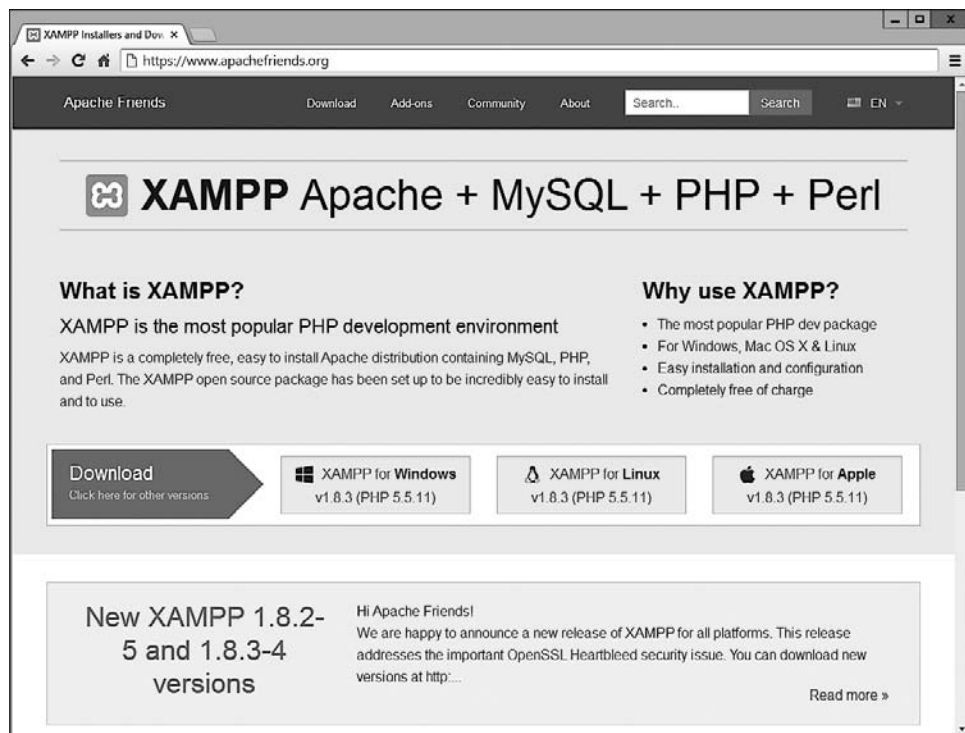 XAMPP Installers and Dov
https://www.apachefriends.org
Apache Friends Download Add-ons Community About Search.. Search EN
XAMPP Apache + MySQL + PHP + Perl
What is XAMPP?
XAMPP is the most popular PHP development environment
XAMPP is a completely free, easy to install Apache distribution containing MySQL, PHP,
and Perl. The XAMPP open source package has been set up to be incredibly easy to install
and to use.
Why use XAMPP?
• The most popular PHP dev package
• For Windows, Mac OS X & Linux
• Easy installation and configuration
• Completely free of charge
Download
Click here for other versions
XAMPP for Windows
v1.8.3 (PHP 5.5.11)
XAMPP for Linux
v1.8.3 (PHP 5.5.11)
XAMPP for Apple
v1.8.3 (PHP 5.5.11)
New XAMPP 1.8.2-
5 and 1.8.3-4
versions
Hi Apache Friends!
We are happy to announce a new release of XAMPP for all platforms. This release
addresses the important OpenSSL Heartbleed security issue. You can download new
versions at http:...
Read more »